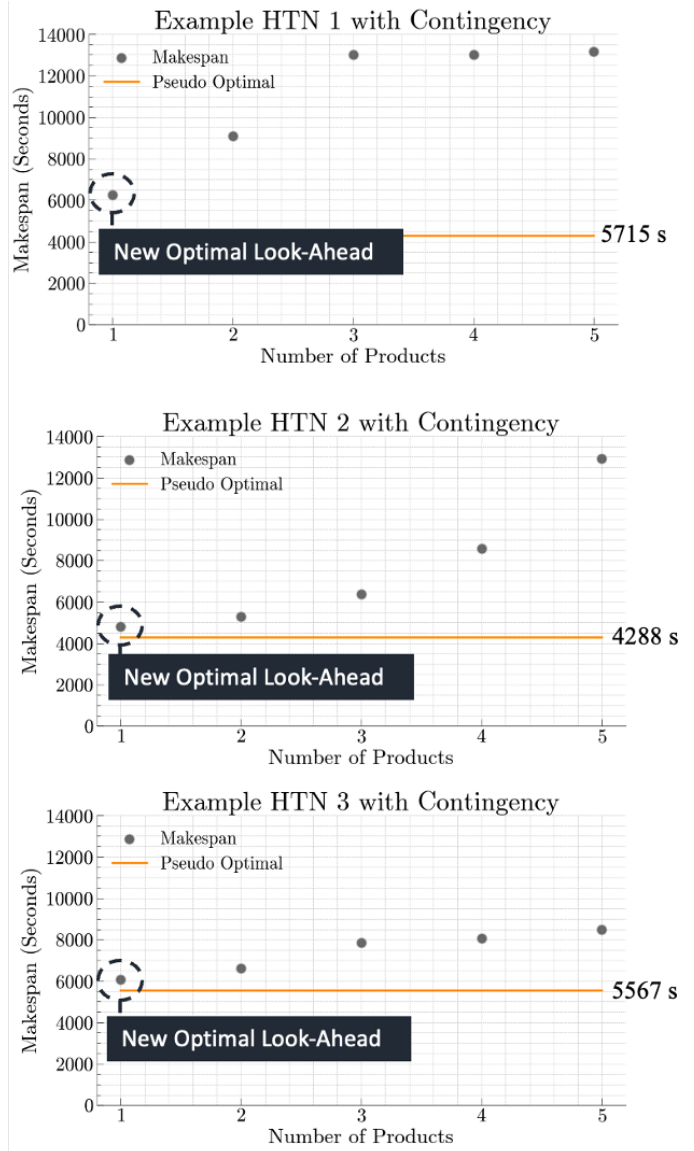 Example HTN 1 with Contingency
14000
12000
10000
8000
6000
4000
2000
0
Makespan (Seconds)
Makespan
Pseudo Optimal
New Optimal Look-Ahead
5715 s
1 2 3 4 5
Number of Products
Example HTN 2 with Contingency
14000
12000
10000
8000
6000
4000
2000
0
Makespan (Seconds)
Makespan
Pseudo Optimal
New Optimal Look-Ahead
4288 s
1 2 3 4 5
Number of Products
Example HTN 3 with Contingency
14000
12000
10000
8000
6000
4000
2000
0
Makespan (Seconds)
Makespan
Pseudo Optimal
New Optimal Look-Ahead
5567 s
1 2 3 4 5
Number of Products